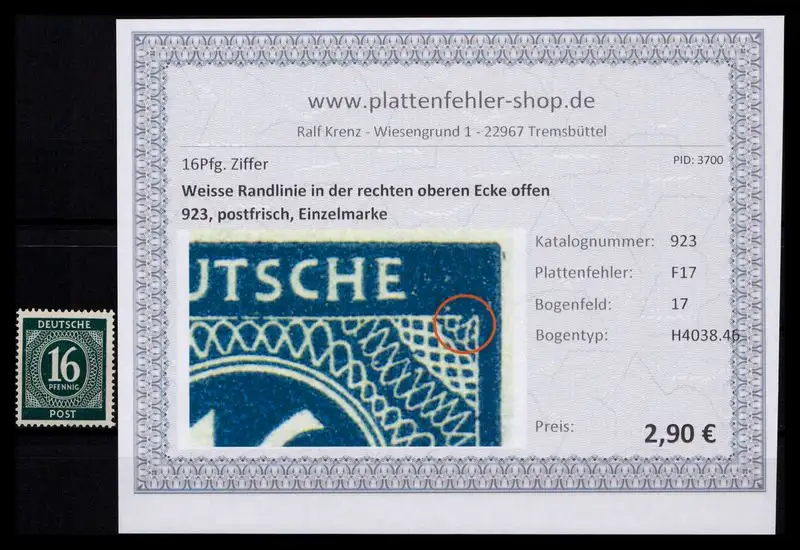 www.plattenfehler-shop.de
Ralf Krenz - Wiesengrund 1 - 22967 Tremsbüttel
16Pfg. Ziffer
PID: 3700
Weisse Randlinie in der rechten oberen Ecke offen
923, postfrisch, Einzelmarke
UTSCHE
16
Katalognummer: 923
Plattenfehler: F17
Bogenfeld: 17
Bogentyp: H4038.46
Preis: 2,90 €
DEUTSCHE
16
PFENNIG
POST